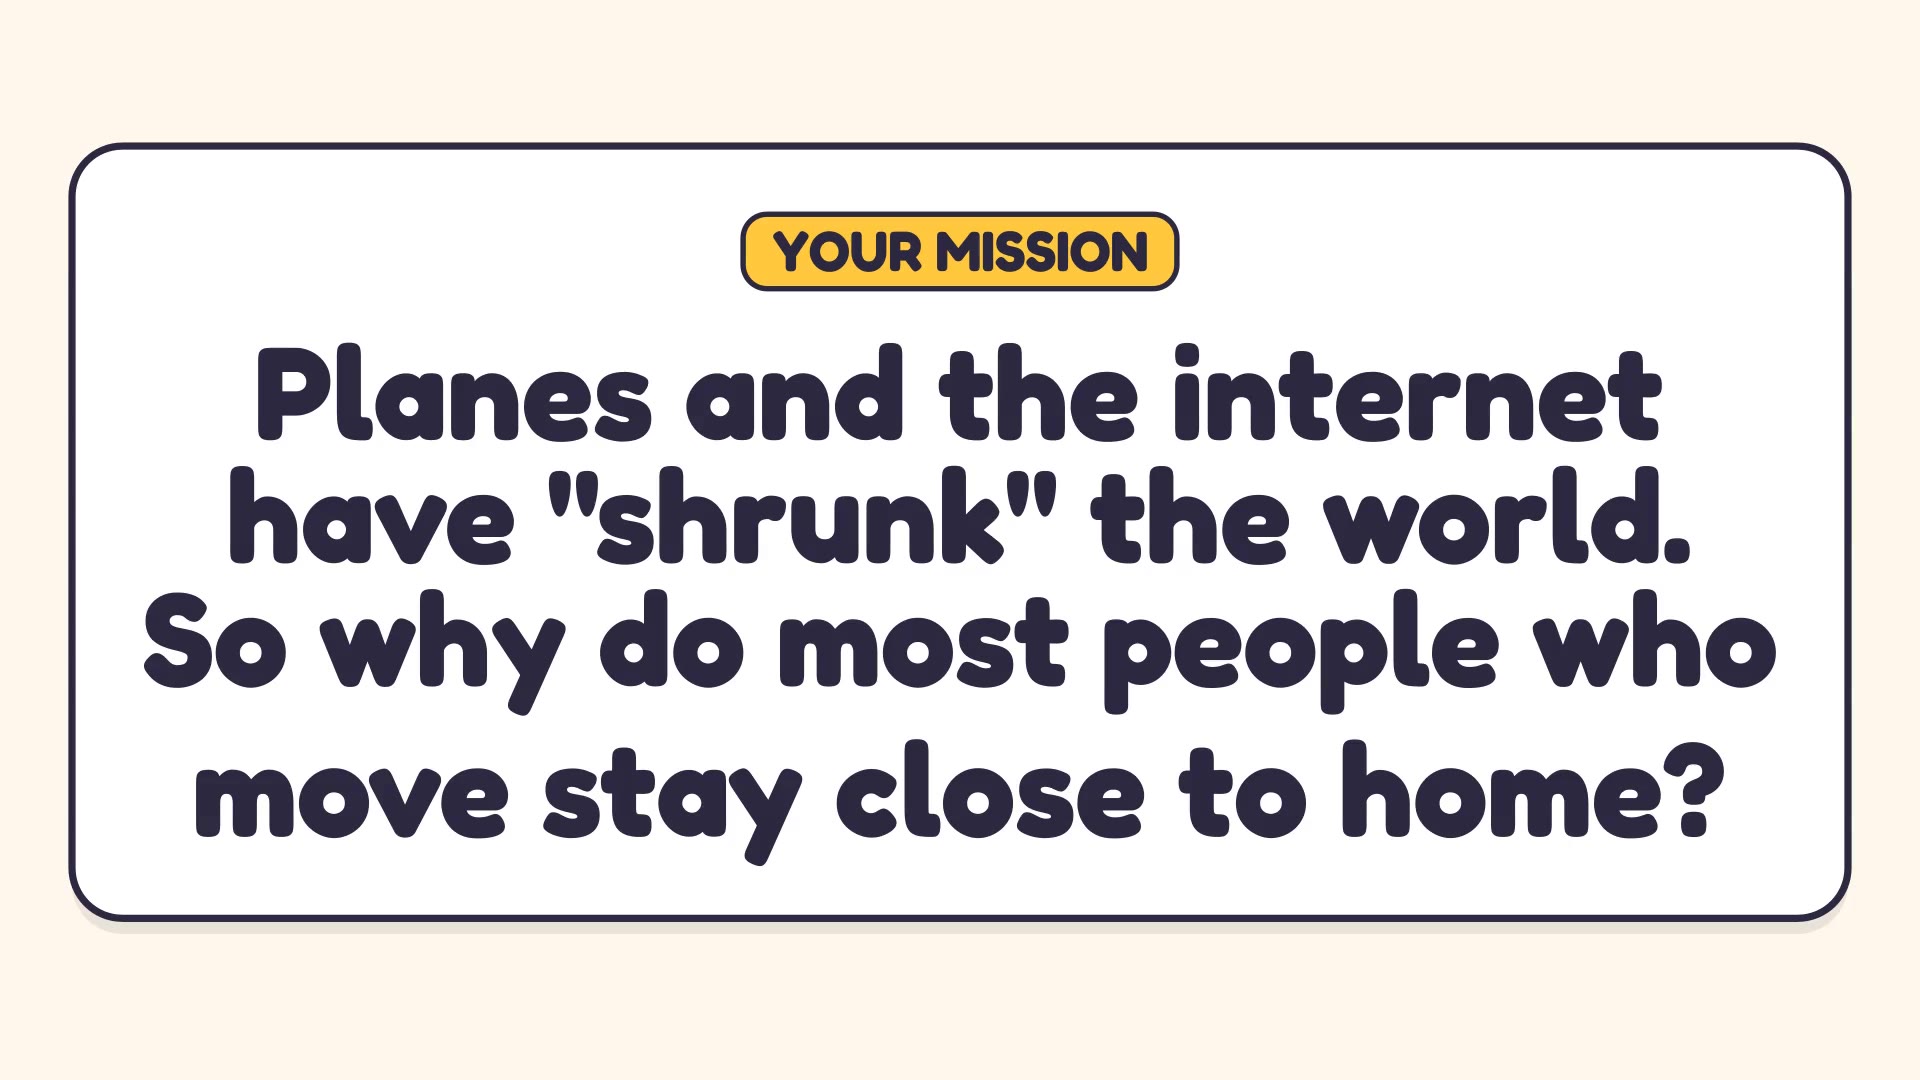 YOUR MISSION
Planes and the internet
have "shrunk" the world.
So why do most people who
move stay close to home?